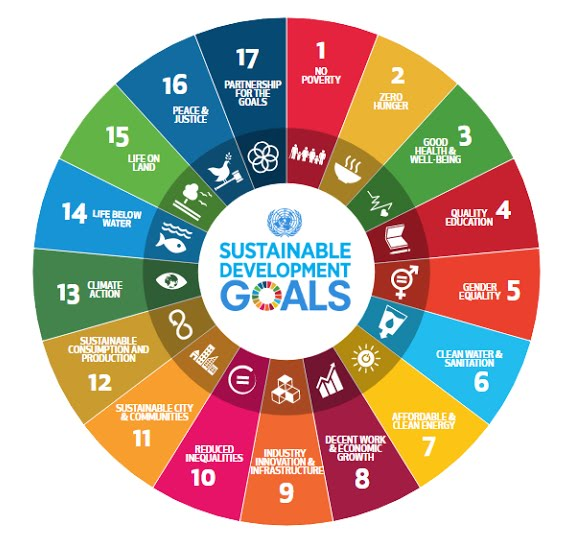 1
NO
POVERTY
2
ZERO
HUNGER
3
GOOD
HEALTH &
WELL-BEING
4
QUALITY
EDUCATION
5
GENDER
EQUALITY
CLEAN WATER &
SANITATION
6
AFFORDABLE &
CLEAN ENERGY
7
DECENT WORK
& ECONOMIC
GROWTH
8
INDUSTRY
INNOVATION &
INFRASTRUCTURE
9
REDUCED
INEQUALITIES
10
SUSTAINABLE CITY
& COMMUNITIES
11
SUSTAINABLE
CONSUMPTION AND
PRODUCTION
12
13
CLIMATE
ACTION
14
LIFE BELOW
WATER
15
LIFE ON
LAND
16
PEACE &
JUSTICE
17
PARTNERSHIP
FOR THE
GOALS
SUSTAINABLE
DEVELOPMENT
GOALS